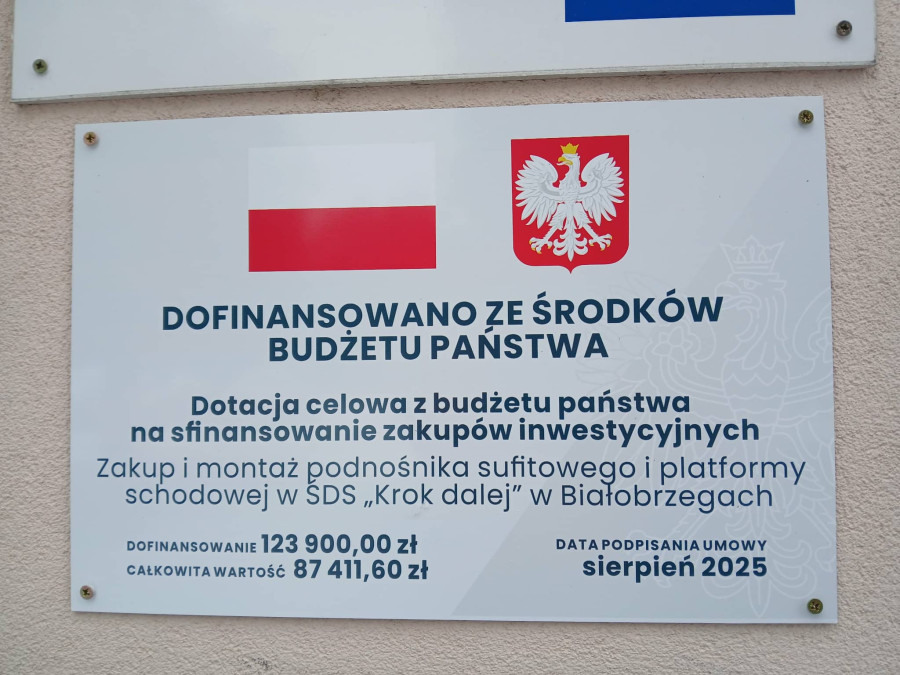 DOFINANSOWANO ZE ŚRODKÓW
BUDŻETU PAŃSTWA
Dotacja celowa z budżetu państwa
na sfinansowanie zakupów inwestycyjnych
Zakup i montaż podnośnika sufitowego i platformy
schodowej w ŚDS „Krok dalej” w Białobrzegach
DOFINANSOWANIE 123 900,00 zł
CAŁKOWITA WARTOŚĆ 87 411,60 zł
DATA PODPISANIA UMOWY
sierpień 2025